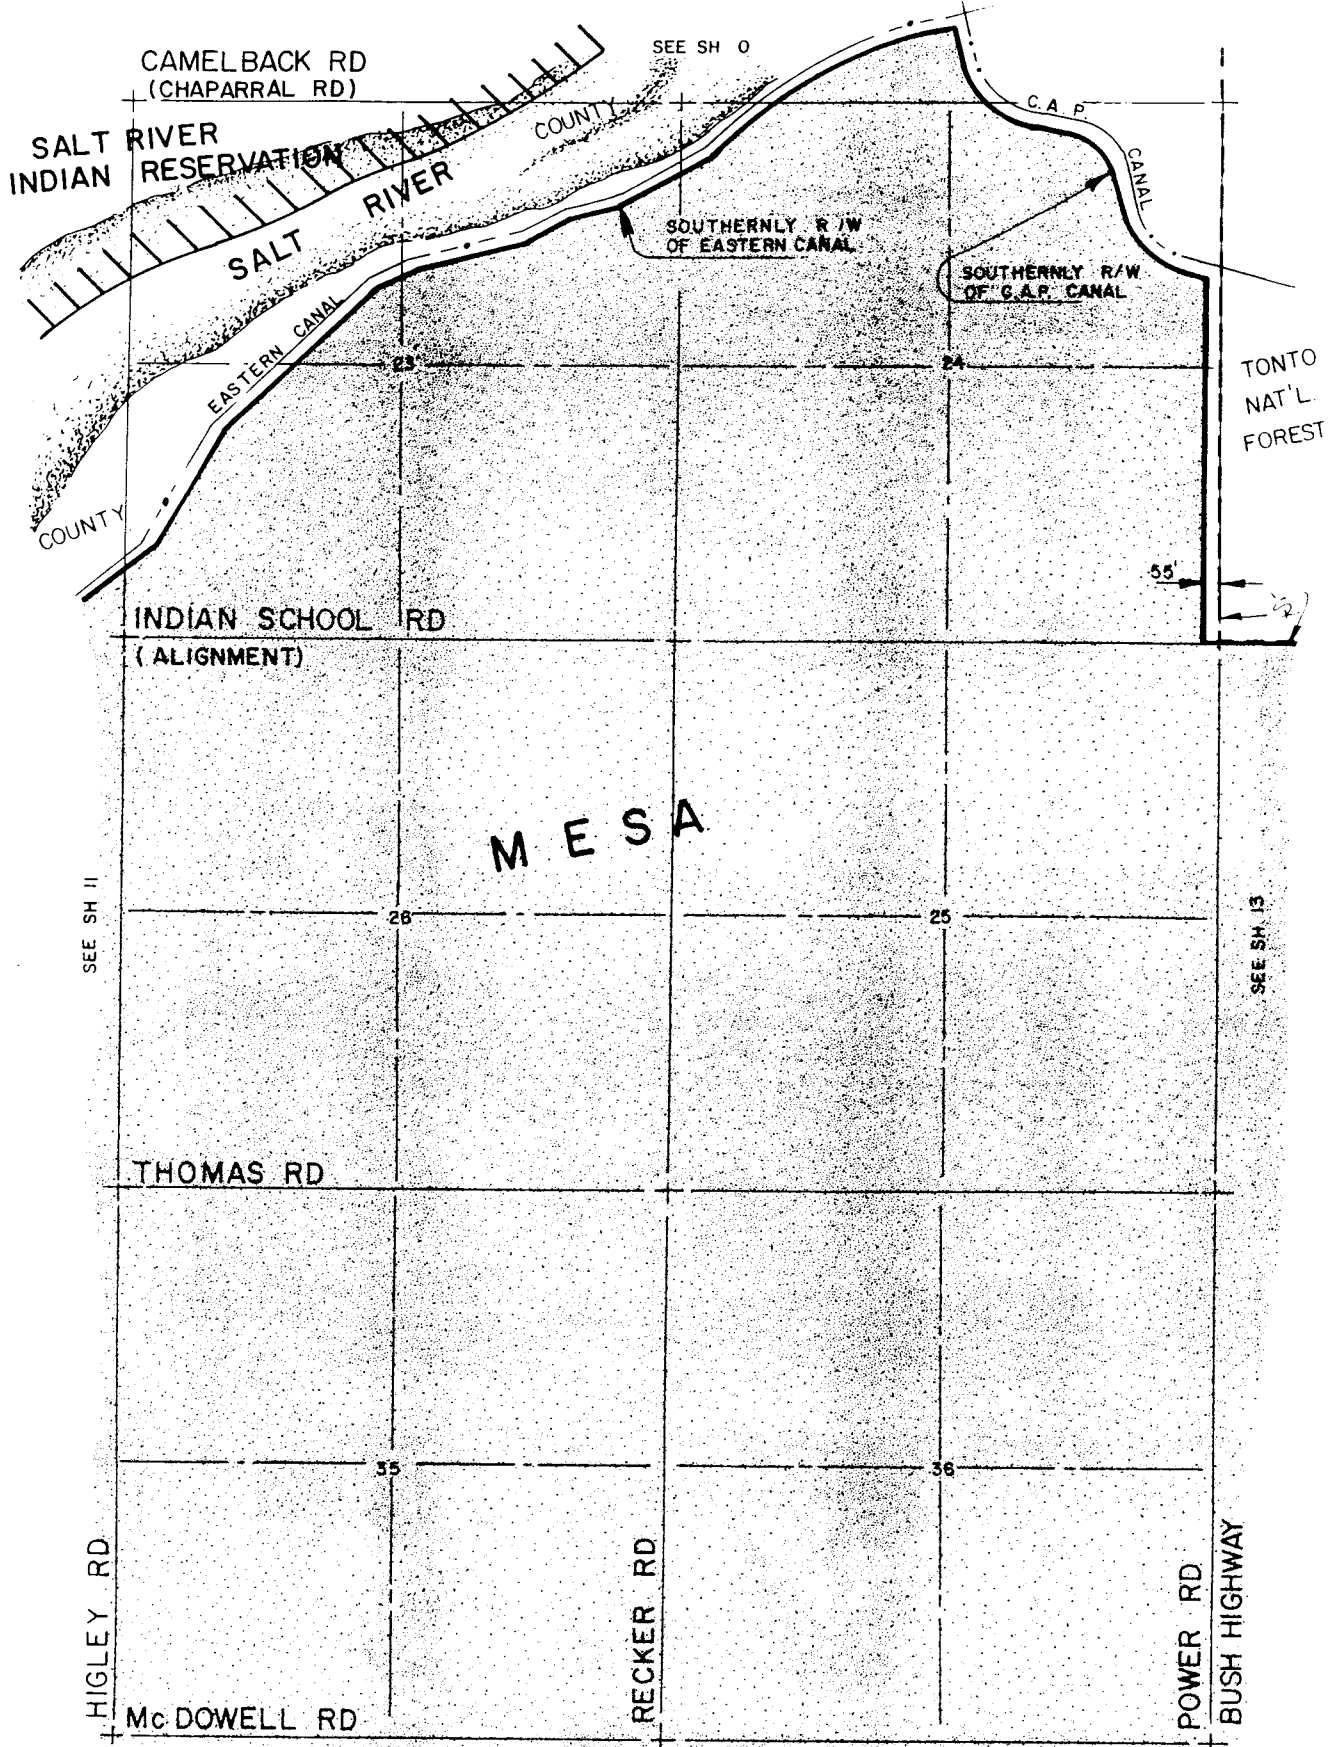 CAMELBACK RD
(CHAPARRAL RD)
SEE SH 0
SALT RIVER
INDIAN RESERVATION
COUNTY
SALT RIVER
C.A.P. CANAL
SOUTHERNLY R/W
OF EASTERN CANAL
SOUTHERNLY R/W
OF C.A.P. CANAL
EASTERN CANAL
23
24
TONTO
NAT'L.
FOREST
COUNTY
55'
INDIAN SCHOOL RD
(ALIGNMENT)
MESA
SEE SH 11
26
25
SEE SH 13
THOMAS RD
35
36
HIGLEY RD
RECKER RD
POWER RD
BUSH HIGHWAY
McDOWELL RD